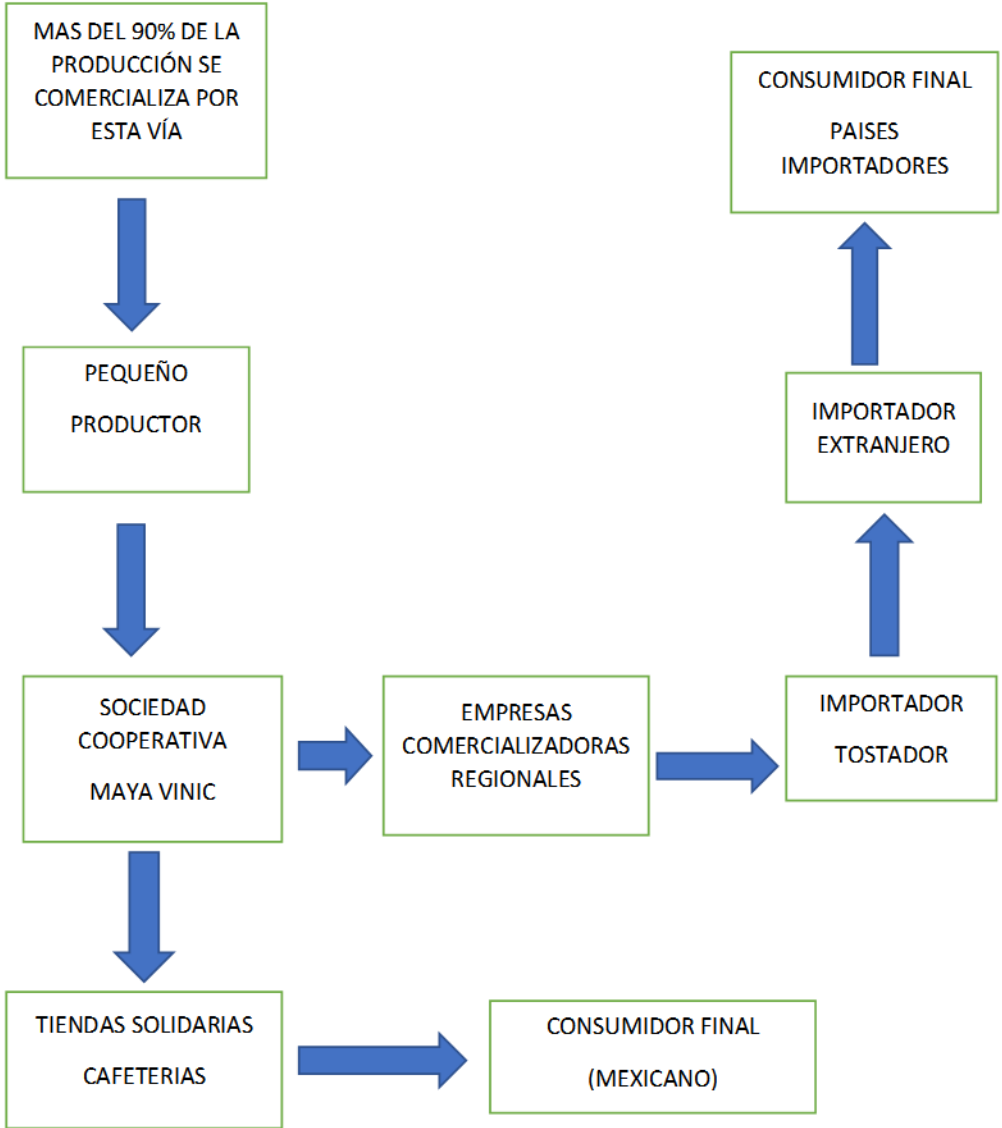 MAS DEL 90% DE LA
PRODUCCIÓN SE
COMERCIALIZA POR
ESTA VÍA
PEQUEÑO
PRODUCTOR
SOCIEDAD
COOPERATIVA
MAYA VINIC
EMPRESAS
COMERCIALIZADORAS
REGIONALES
IMPORTADOR
TOSTADOR
IMPORTADOR
EXTRANJERO
CONSUMIDOR FINAL
PAISES
IMPORTADORES
TIENDAS SOLIDARIAS
CAFETERIAS
CONSUMIDOR FINAL
(MEXICANO)